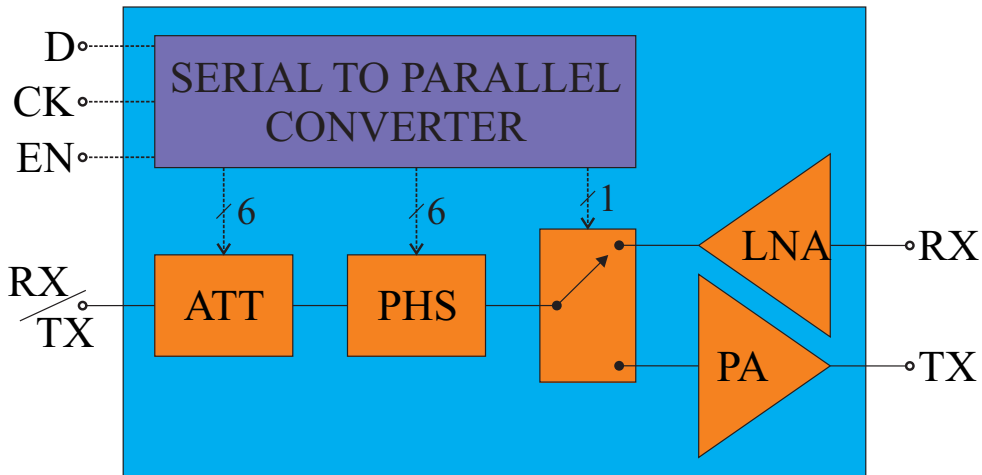 D
SERIAL TO PARALLEL
CONVERTER
CK
EN
6
6
1
LNA
RX
RX
TX
ATT
PHS
PA
TX